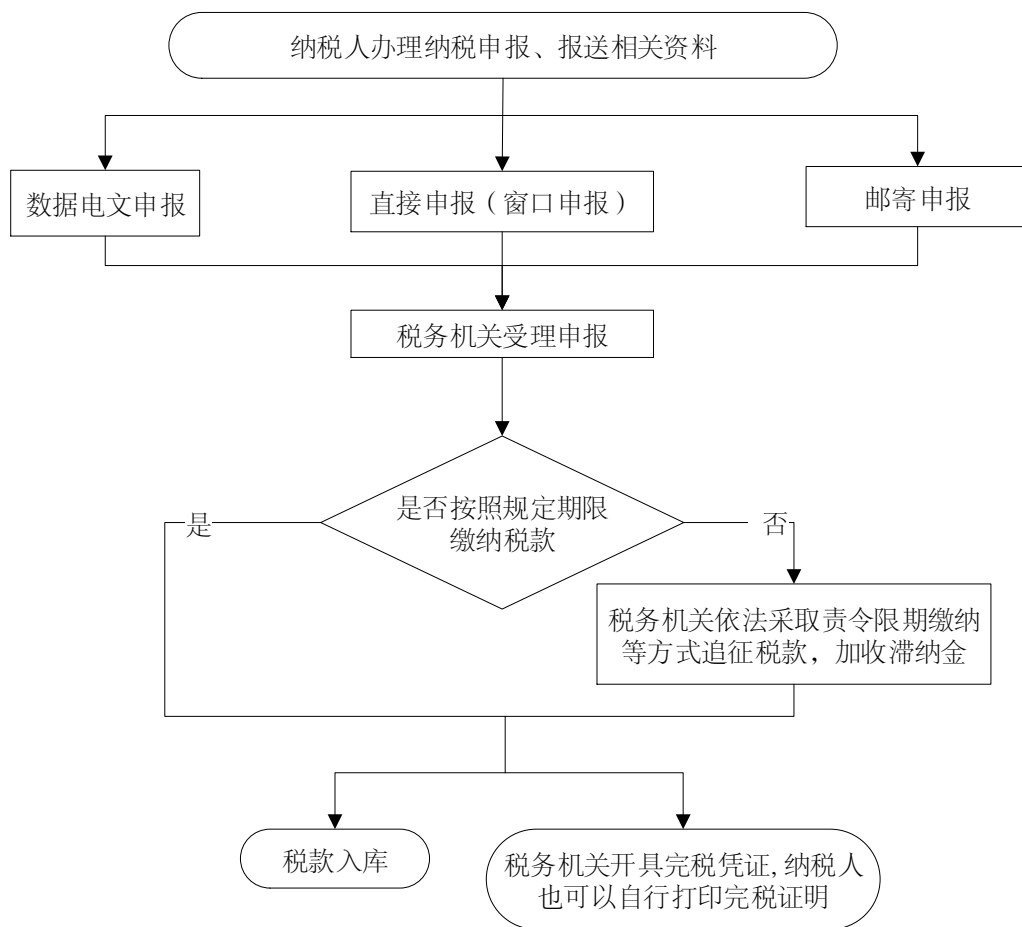 纳税人办理纳税申报、报送相关资料
数据电文申报
直接申报（窗口申报）
邮寄申报
税务机关受理申报
是否按照规定期限
缴纳税款
是
否
税务机关依法采取责令限期缴纳
等方式追征税款，加收滞纳金
税款入库
税务机关开具完税凭证,纳税人
也可以自行打印完税证明